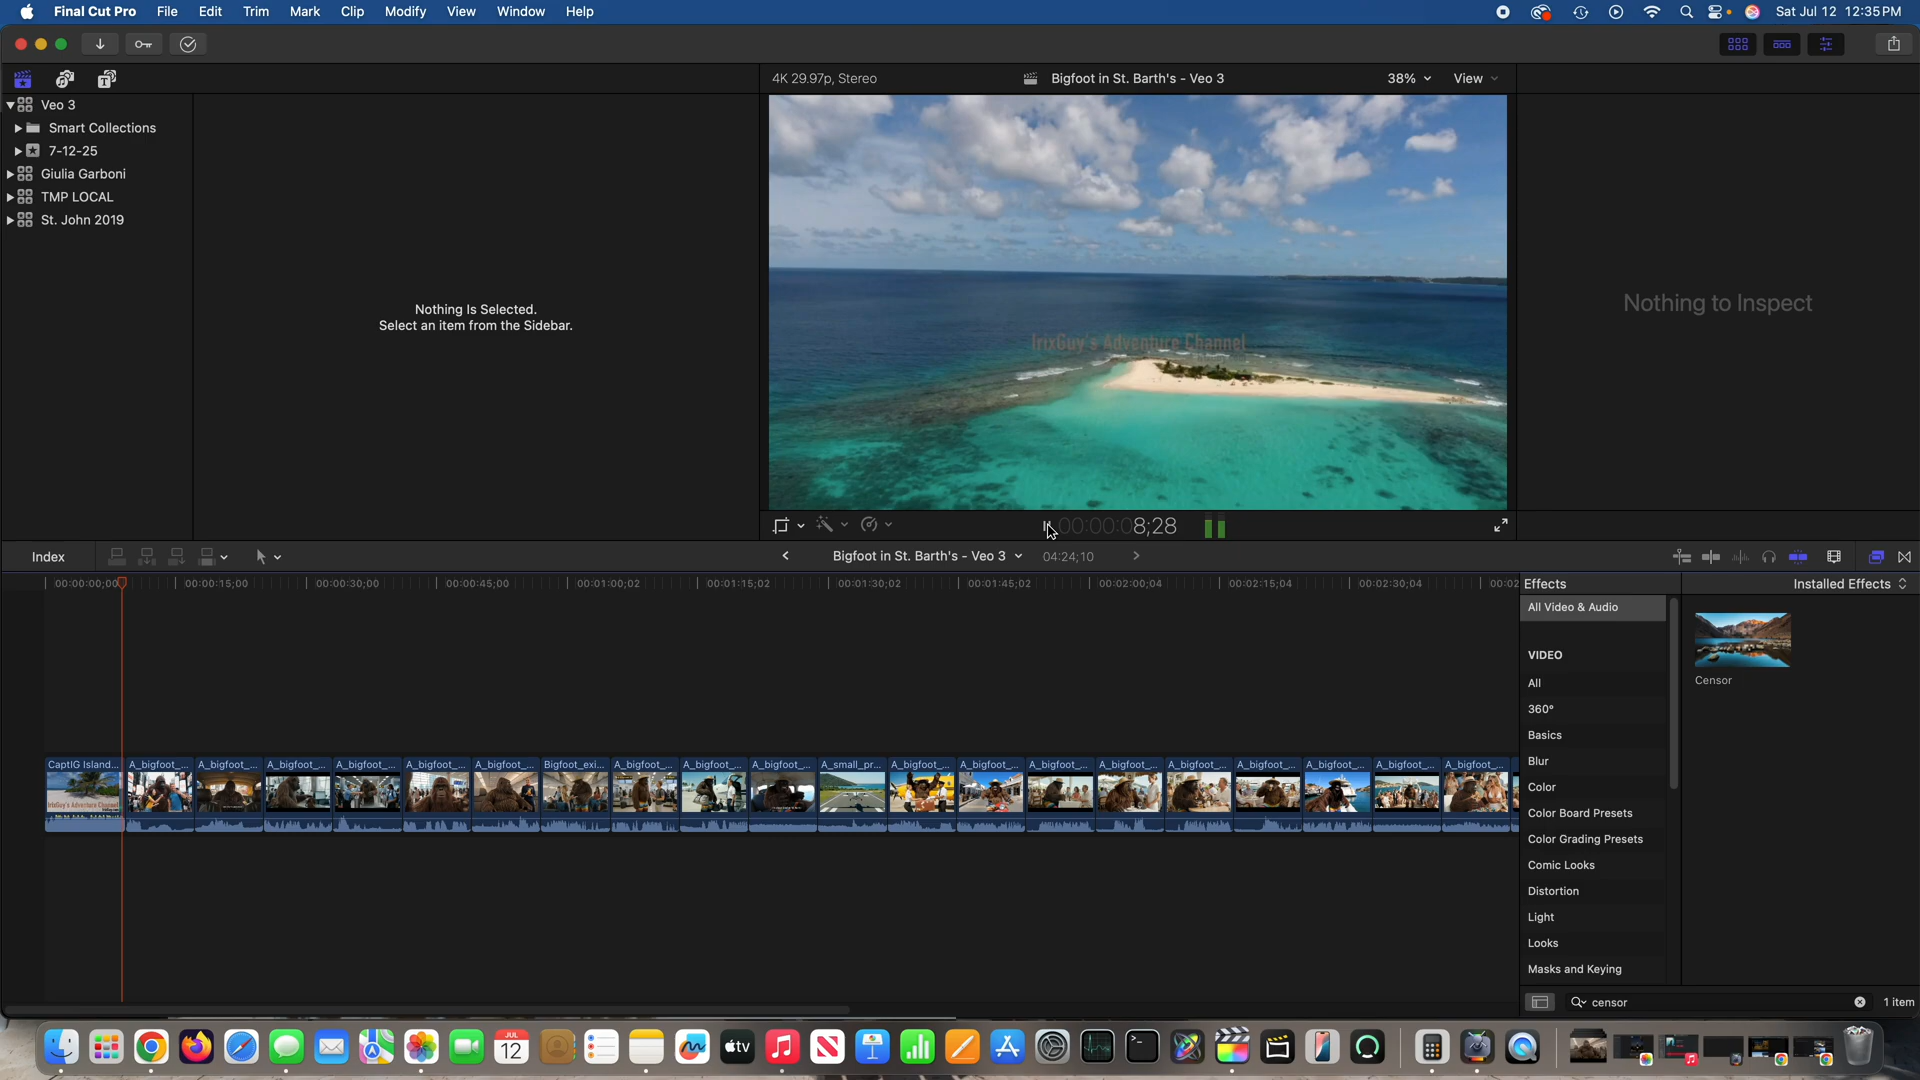 Final Cut Pro File Edit Trim Mark Clip Modify View Window Help Sat Jul 12 12:35 PM
4K 29.97p, Stereo Bigfoot in St. Barth's - Veo 3 38% View
Veo 3
Smart Collections
7-12-25
Giulia Garboni
TMP LOCAL
St. John 2019
Nothing Is Selected.
Select an item from the Sidebar.
IrixGuy's Adventure Channel
Nothing to Inspect
00:00:08;28
Index Bigfoot in St. Barth's - Veo 3 04:24;10
00:00:00;00 00:00:15;00 00:00:30;00 00:00:45;00 00:01:00;02 00:01:15;02 00:01:30;02 00:01:45;02 00:02:00;04 00:02:15;04 00:02:30;04 00:02
Effects Installed Effects
All Video & Audio
VIDEO
All
360°
Basics
Blur
Color
Color Board Presets
Color Grading Presets
Comic Looks
Distortion
Light
Looks
Masks and Keying
Censor
CaptIG Island... A_bigfoot_... A_bigfoot_... A_bigfoot_... A_bigfoot_... A_bigfoot_... A_bigfoot_... Bigfoot_exi... A_bigfoot_... A_bigfoot_... A_bigfoot_... A_small_pr... A_bigfoot_... A_bigfoot_... A_bigfoot_... A_bigfoot_... A_bigfoot_... A_bigfoot_... A_bigfoot_... A_bigfoot_... A_bigfoot_...
IrixGuy's Adventure Channel
censor 1 item
JUL
12
tv